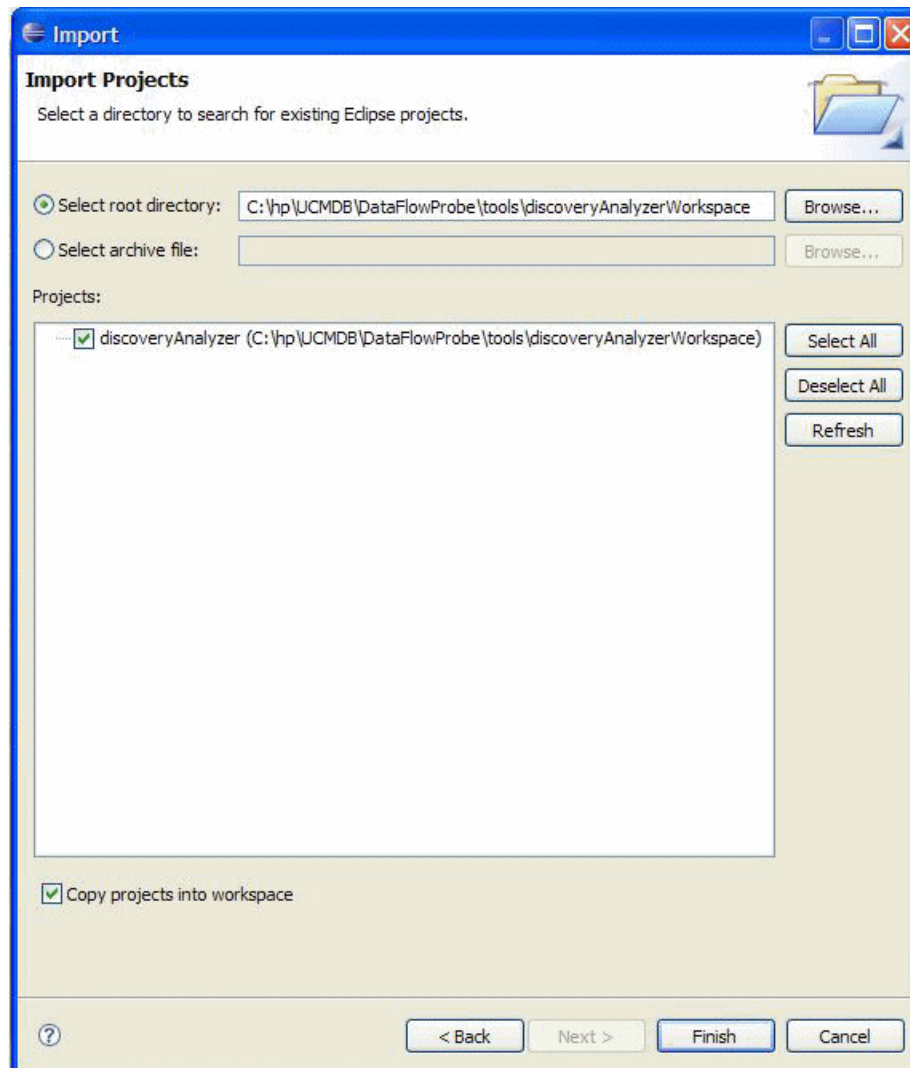 Import
Import Projects
Select a directory to search for existing Eclipse projects.
Select root directory: C:\hp\UCMDB\DataFlowProbe\tools\discoveryAnalyzerWorkspace Browse...
Select archive file: Browse...
Projects:
discoveryAnalyzer (C:\hp\UCMDB\DataFlowProbe\tools\discoveryAnalyzerWorkspace) Select All
Deselect All
Refresh
Copy projects into workspace
? < Back Next > Finish Cancel